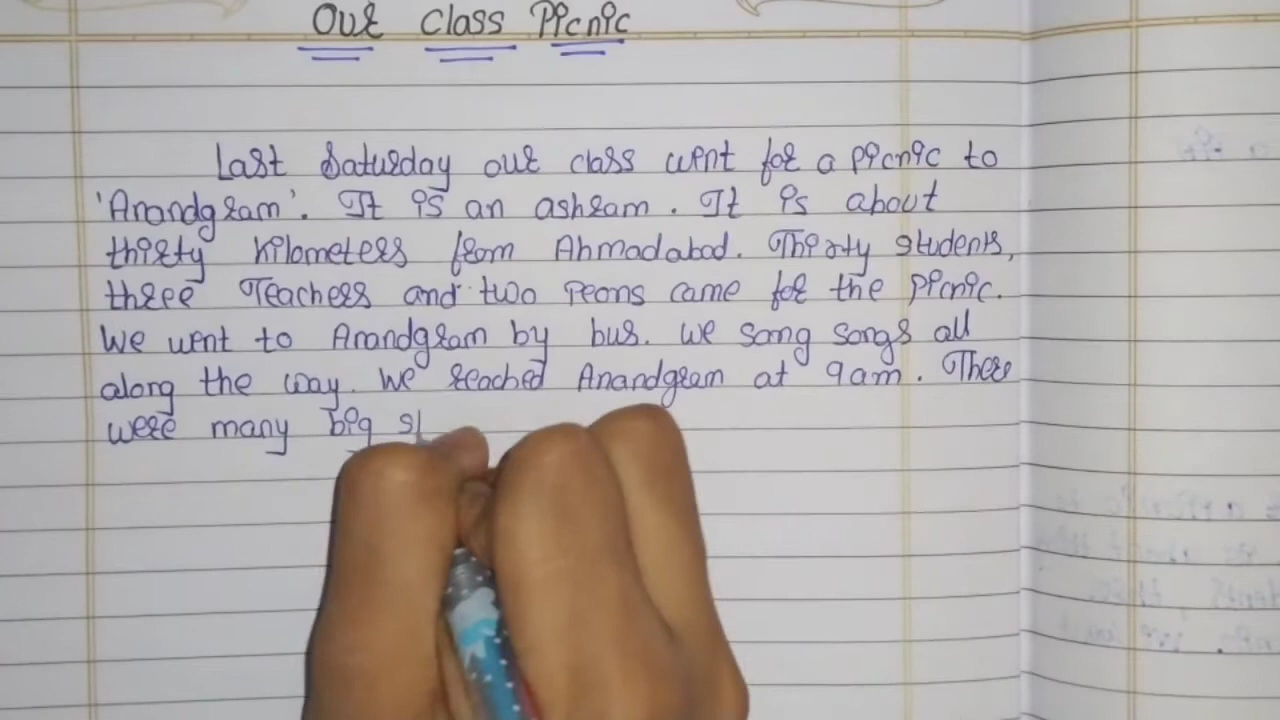 Our Class Picnic
Last Saturday our class went for a picnic to
'Anandgram'. It is an ashram. It is about
thirty kilometers from Ahmadabad. Thirty students,
three Teachers and two Peons came for the picnic.
We went to Anandgram by bus. We sang songs all
along the way. We reached Anandgram at 9am. There
were many big